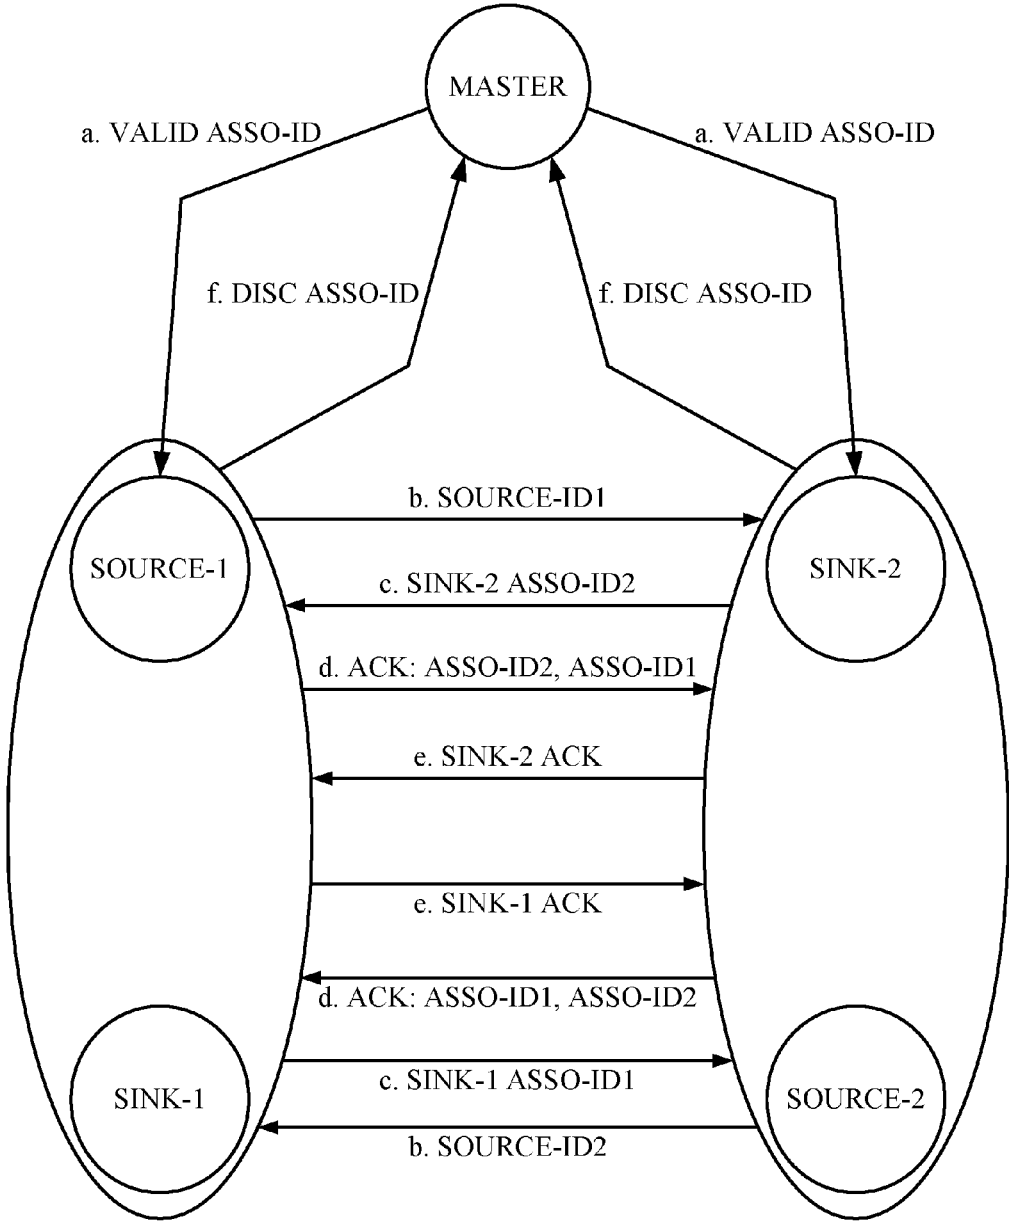 MASTER
a. VALID ASSO-ID
a. VALID ASSO-ID
f. DISC ASSO-ID
f. DISC ASSO-ID
b. SOURCE-ID1
SOURCE-1
SINK-2
c. SINK-2 ASSO-ID2
d. ACK: ASSO-ID2, ASSO-ID1
e. SINK-2 ACK
e. SINK-1 ACK
d. ACK: ASSO-ID1, ASSO-ID2
c. SINK-1 ASSO-ID1
SINK-1
SOURCE-2
b. SOURCE-ID2